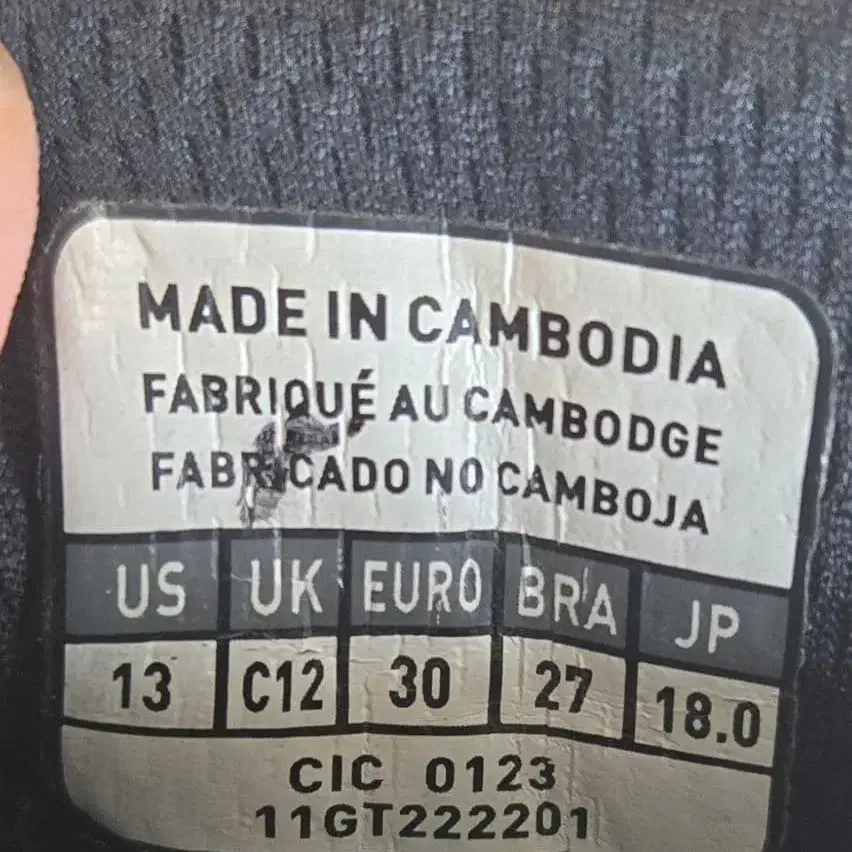 MADE IN CAMBODIA
FABRIQUÉ AU CAMBODGE
FABRICADO NO CAMBOJA
US UK EURO BRA JP
13 C12 30 27 18.0
CIC 0123
11GT222201